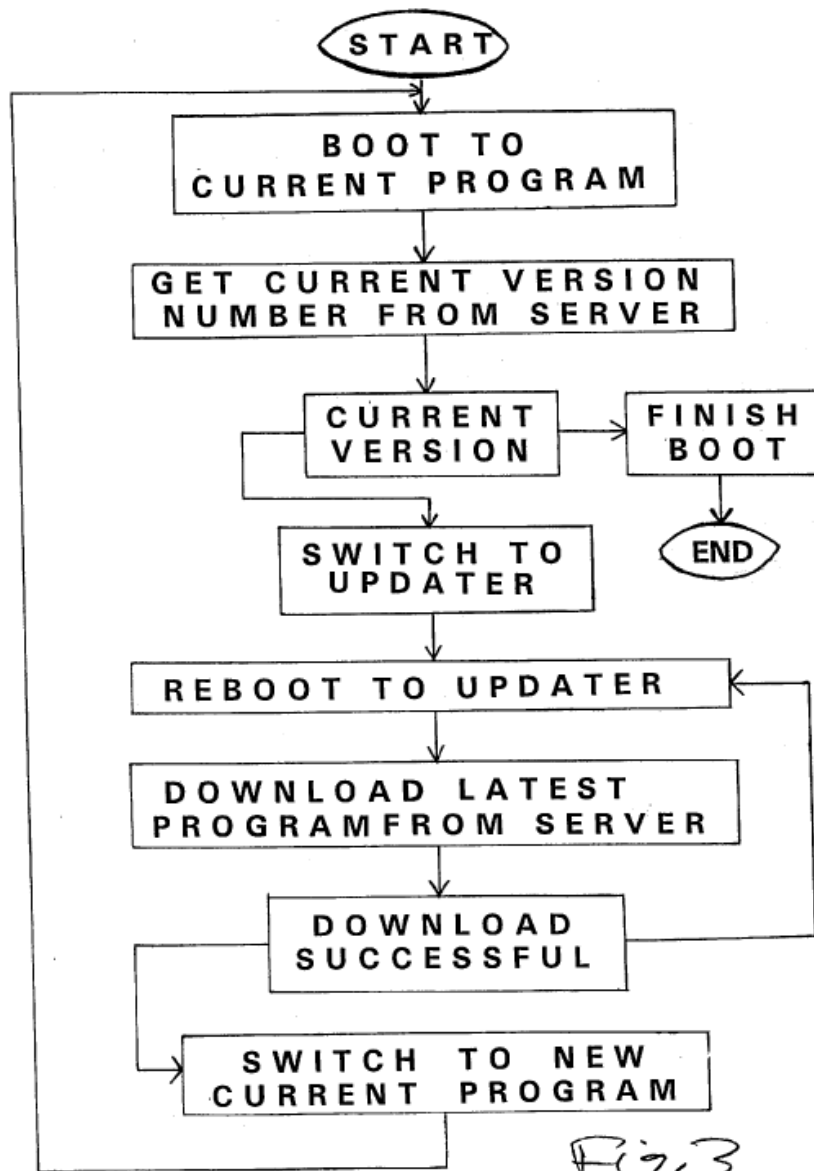 START
BOOT TO
CURRENT PROGRAM
GET CURRENT VERSION
NUMBER FROM SERVER
CURRENT
VERSION
FINISH
BOOT
END
SWITCH TO
UPDATER
REBOOT TO UPDATER
DOWNLOAD LATEST
PROGRAMFROM SERVER
DOWNLOAD
SUCCESSFUL
SWITCH TO NEW
CURRENT PROGRAM
Fig. 3